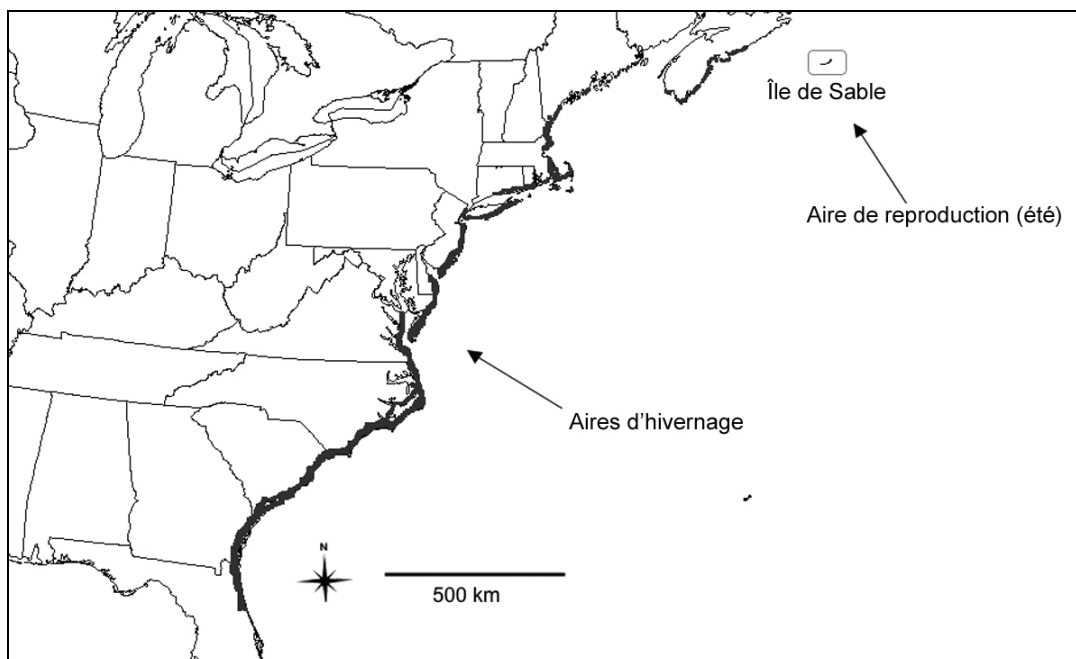 Île de Sable
Aire de reproduction (été)
Aires d'hivernage
N
500 km